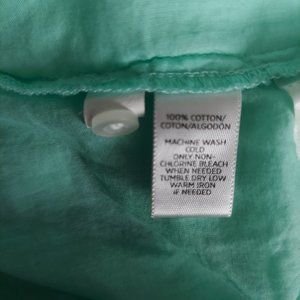 100% COTTON/
COTON/ALGODÓN
MACHINE WASH
COLD
ONLY NON-
CHLORINE BLEACH
WHEN NEEDED
TUMBLE DRY LOW
WARM IRON
IF NEEDED